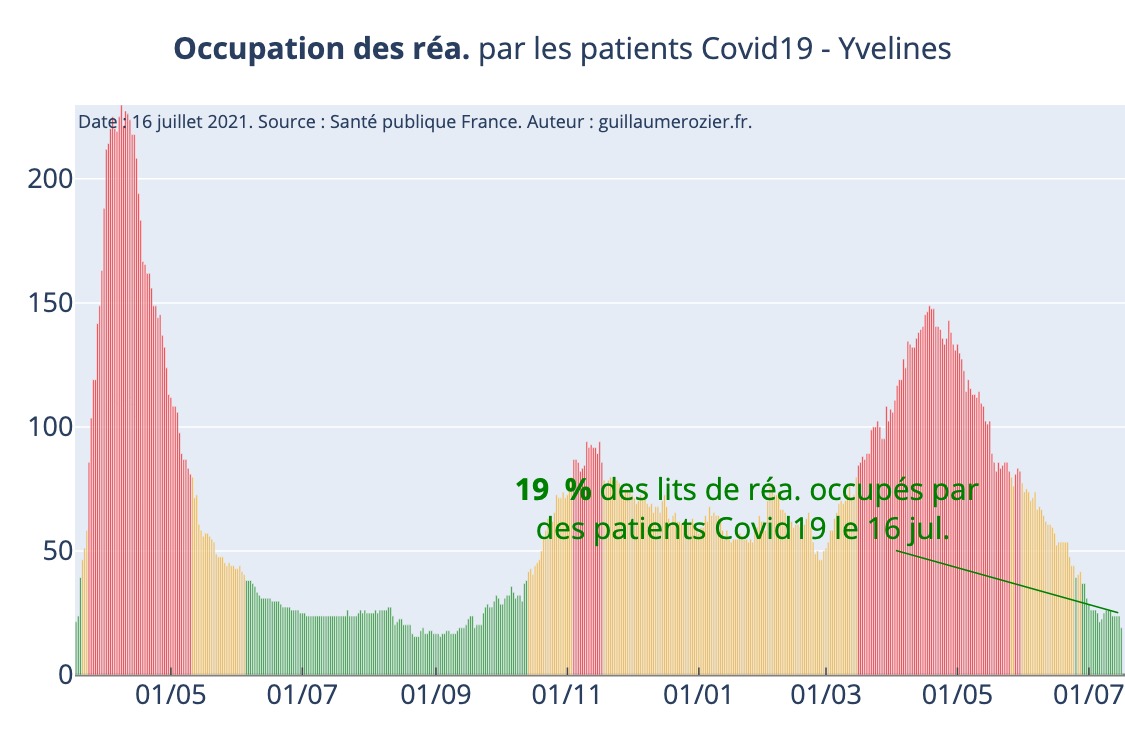 Occupation des réa. par les patients Covid19 - Yvelines
Date : 16 juillet 2021. Source : Santé publique France. Auteur : guillaumerozier.fr.
200
150
100
50
0
19 % des lits de réa. occupés par
des patients Covid19 le 16 jul.
01/05 01/07 01/09 01/11 01/01 01/03 01/05 01/07